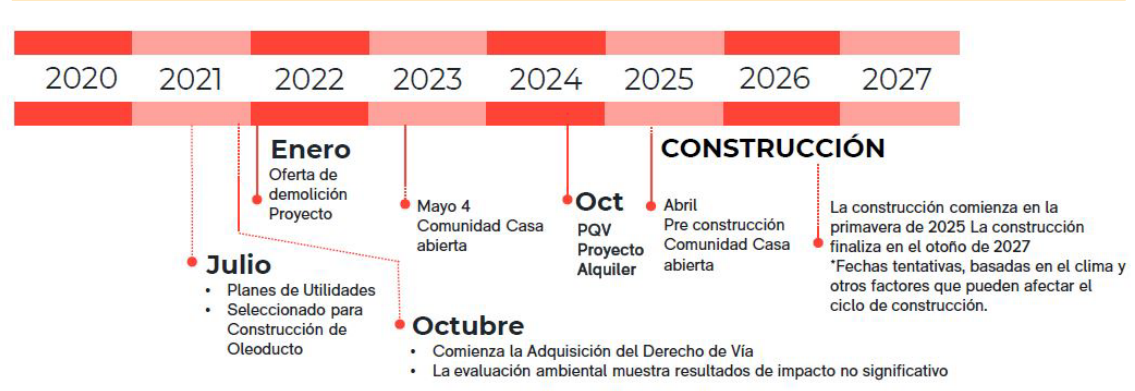 2020 2021 2022 2023 2024 2025 2026 2027
Enero
Oferta de
demolición
Proyecto
Julio
• Planes de Utilidades
• Seleccionado para
Construcción de
Oleoducto
Octubre
• Comienza la Adquisición del Derecho de Vía
• La evaluación ambiental muestra resultados de impacto no significativo
Mayo 4
Comunidad Casa
abierta
Oct
PQV
Proyecto
Alquiler
CONSTRUCCIÓN
Abril
Pre construcción
Comunidad Casa
abierta
La construcción comienza en la
primavera de 2025 La construcción
finaliza en el otoño de 2027
*Fechas tentativas, basadas en el clima y
otros factores que pueden afectar el
ciclo de construcción.